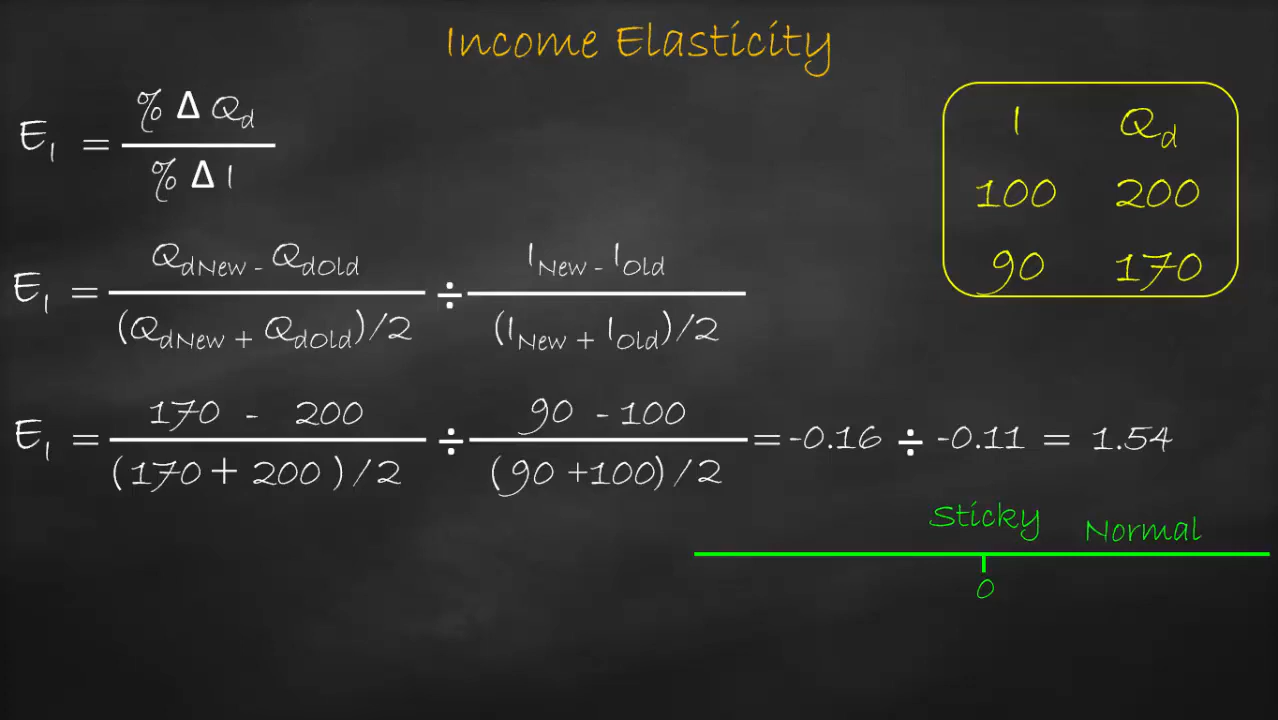 Income Elasticity
E_I = % Δ Q_d / % Δ I
I Q_d
100 200
90 170
E_I = Q_dNew - Q_dOld / (Q_dNew + Q_dOld)/2 ÷ I_New - I_Old / (I_New + I_Old)/2
E_I = 170 - 200 / (170 + 200)/2 ÷ 90 - 100 / (90 + 100)/2 = -0.16 ÷ -0.11 = 1.54
Sticky Normal
0